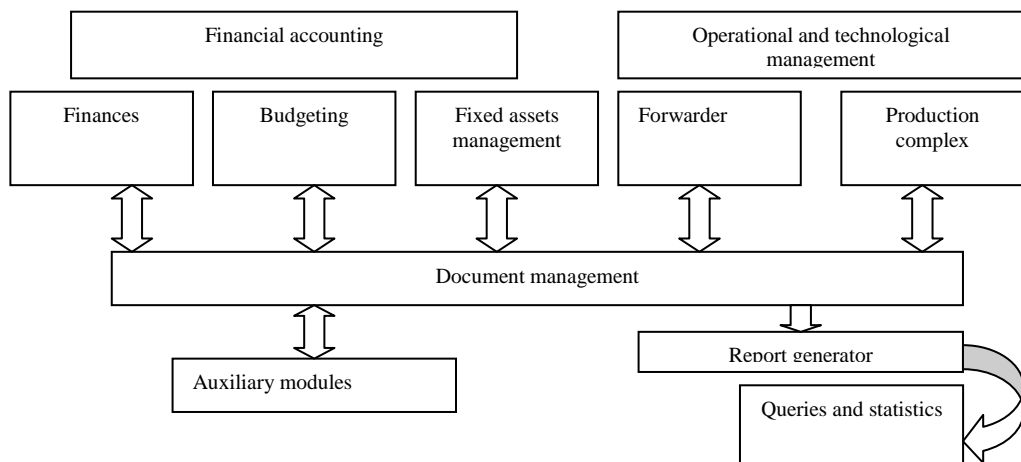 Financial accounting
Operational and technological
management
Finances
Budgeting
Fixed assets
management
Forwarder
Production
complex
Document management
Auxiliary modules
Report generator
Queries and statistics